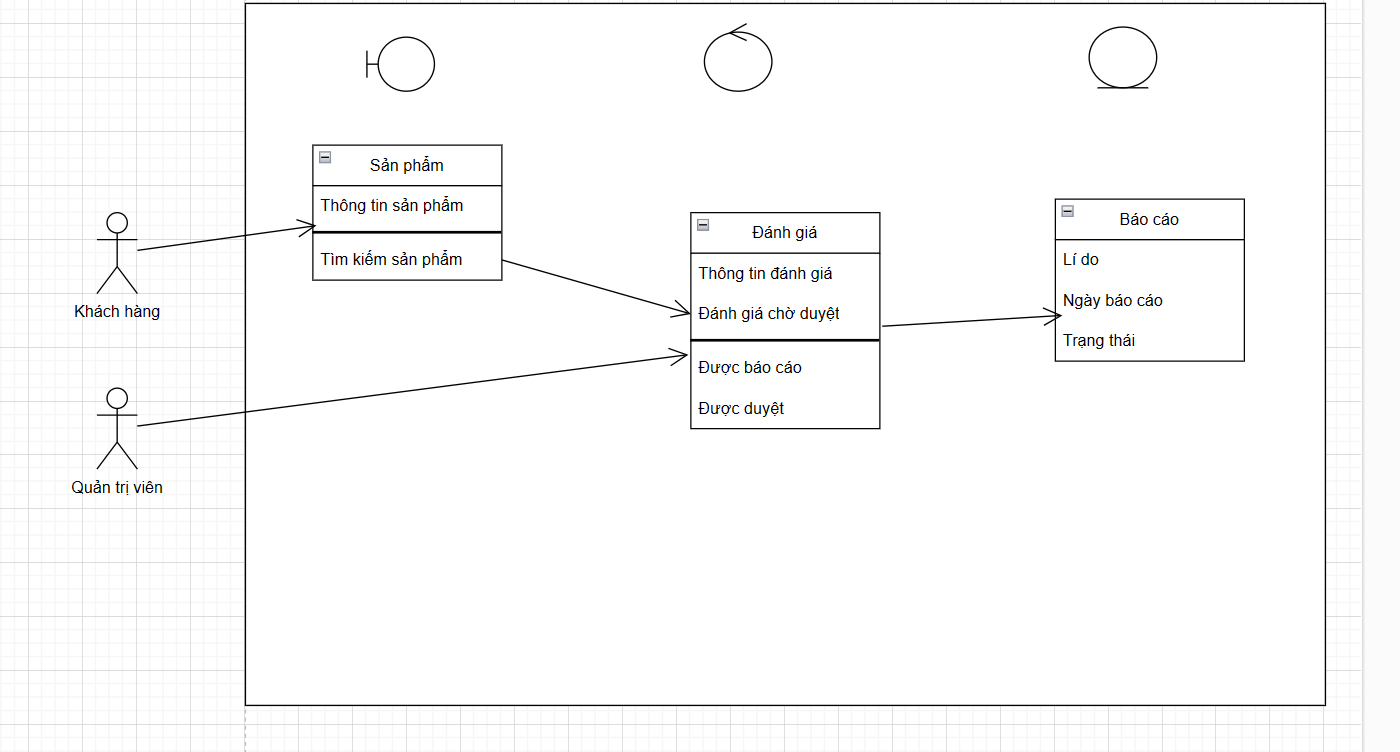 Sản phẩm
Thông tin sản phẩm
Tìm kiếm sản phẩm
Khách hàng
Quản trị viên
Đánh giá
Thông tin đánh giá
Đánh giá chờ duyệt
Được báo cáo
Được duyệt
Báo cáo
Lí do
Ngày báo cáo
Trạng thái